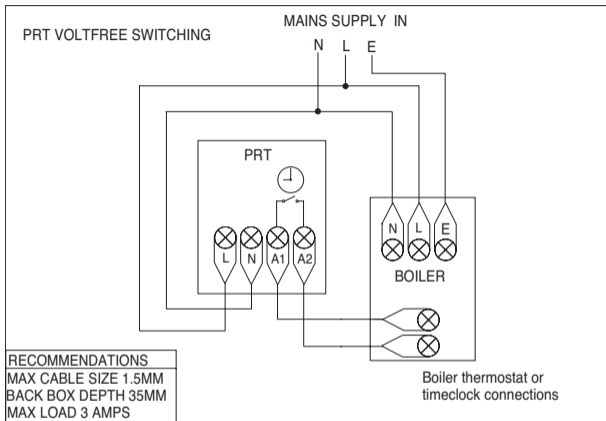 PRT VOLTFREE SWITCHING
MAINS SUPPLY IN
N L E
PRT
L N A1 A2
N L E
BOILER
RECOMMENDATIONS
MAX CABLE SIZE 1.5MM
BACK BOX DEPTH 35MM
MAX LOAD 3 AMPS
Boiler thermostat or
timeclock connections